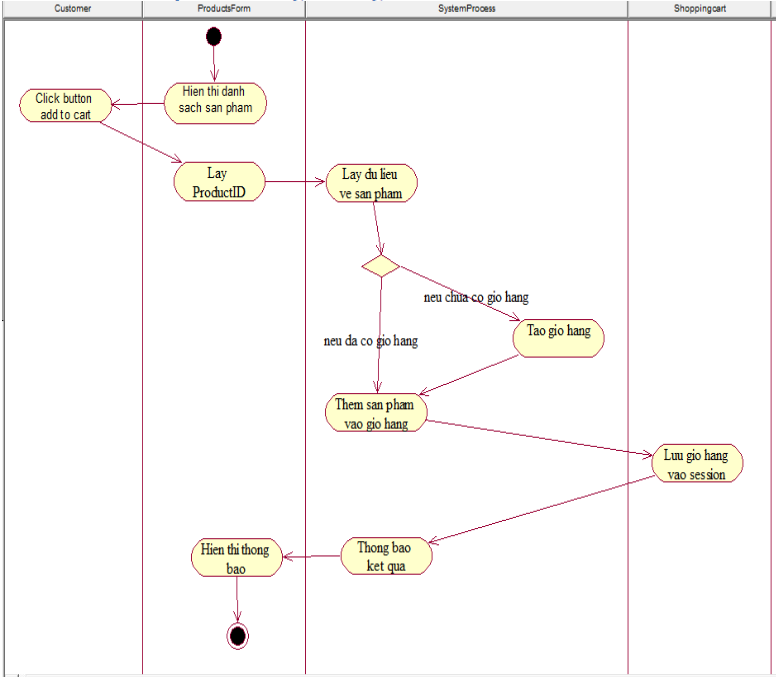 Customer
ProductsForm
SystemProcess
Shoppingcart
Hien thi danh
sach san pham
Click button
add to cart
Lay
ProductID
Lay du lieu
ve san pham
neu chua co gio hang
Tao gio hang
neu da co gio hang
Them san pham
vao gio hang
Luu gio hang
vao session
Thong bao
ket qua
Hien thi thong
bao